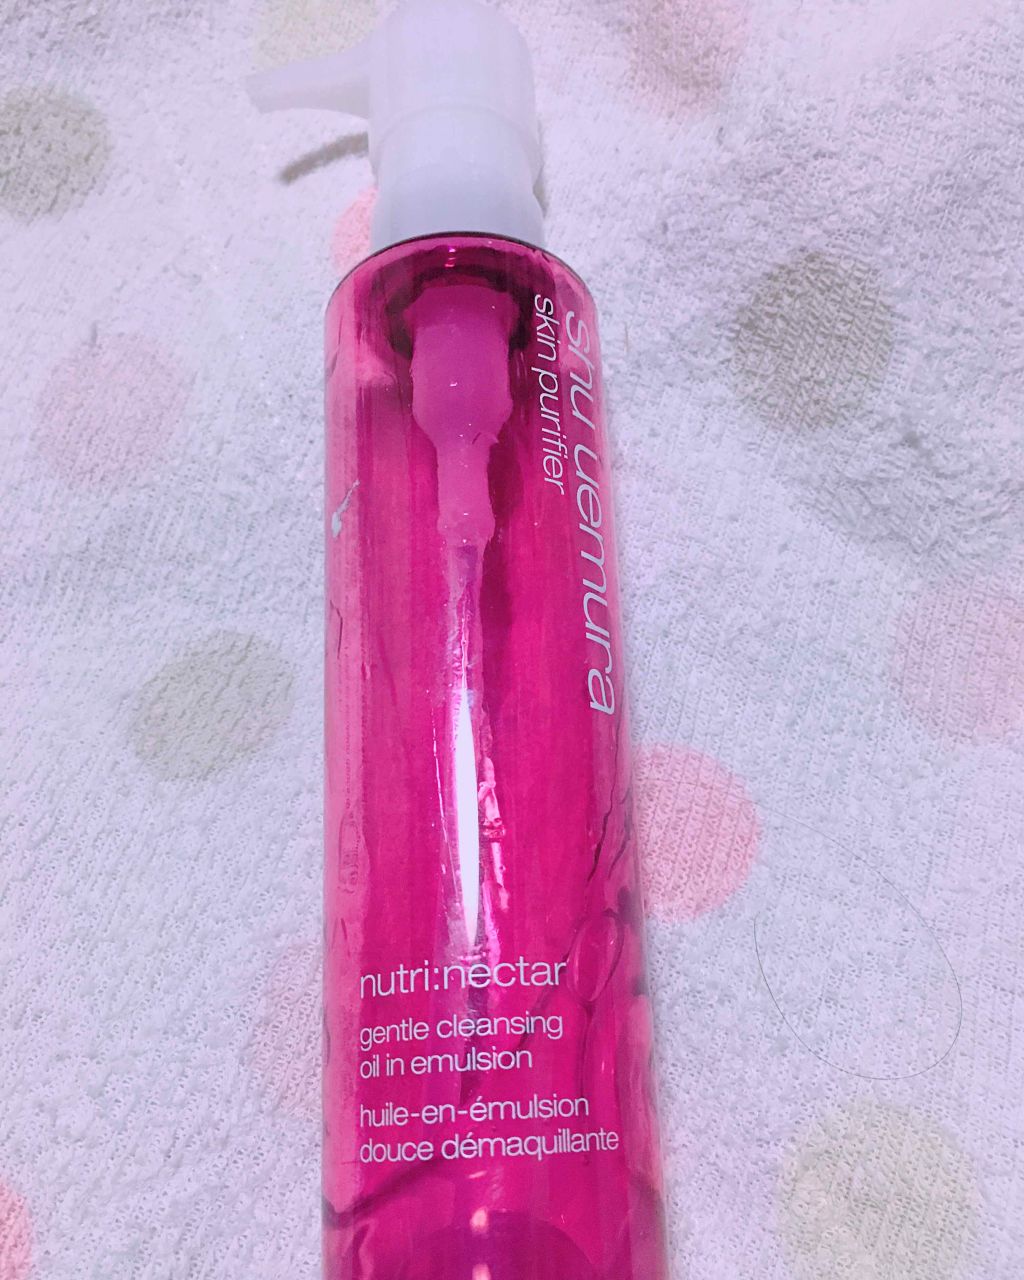 shu uemura
skin purifier
nutri:nectar
gentle cleansing
oil in emulsion
huile-en-émulsion
douce démaquillante